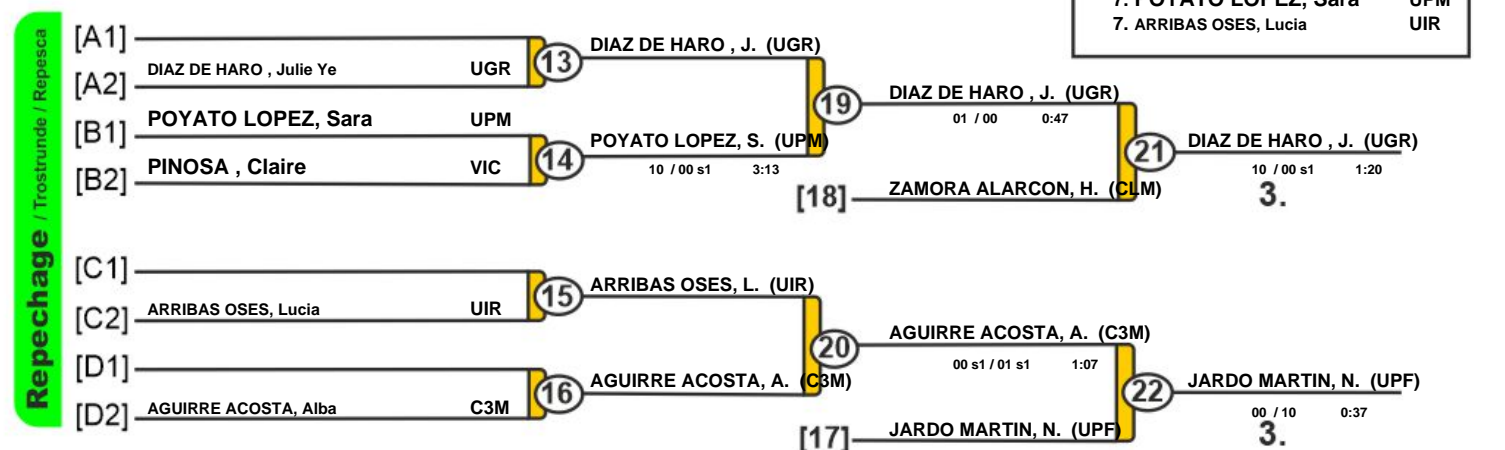 7. POYATO LOPEZ, Sara UPM
7. ARRIBAS OSES, Lucia UIR
Repechage / Trostrunde / Repesca
[A1]
DIAZ DE HARO , Julie Ye UGR
[A2]
13
DIAZ DE HARO , J. (UGR)
[B1] POYATO LOPEZ, Sara UPM
[B2] PINOSA , Claire VIC
14
POYATO LOPEZ, S. (UPM)
10 / 00 s1 3:13
19
DIAZ DE HARO , J. (UGR)
01 / 00 0:47
[18] ZAMORA ALARCON, H. (CLM)
21
DIAZ DE HARO , J. (UGR)
10 / 00 s1 1:20
3.
[C1]
ARRIBAS OSES, Lucia UIR
[C2]
15
ARRIBAS OSES, L. (UIR)
[D1]
[D2] AGUIRRE ACOSTA, Alba C3M
16
AGUIRRE ACOSTA, A. (C3M)
20
AGUIRRE ACOSTA, A. (C3M)
00 s1 / 01 s1 1:07
[17] JARDO MARTIN, N. (UPF)
22
JARDO MARTIN, N. (UPF)
00 / 10 0:37
3.